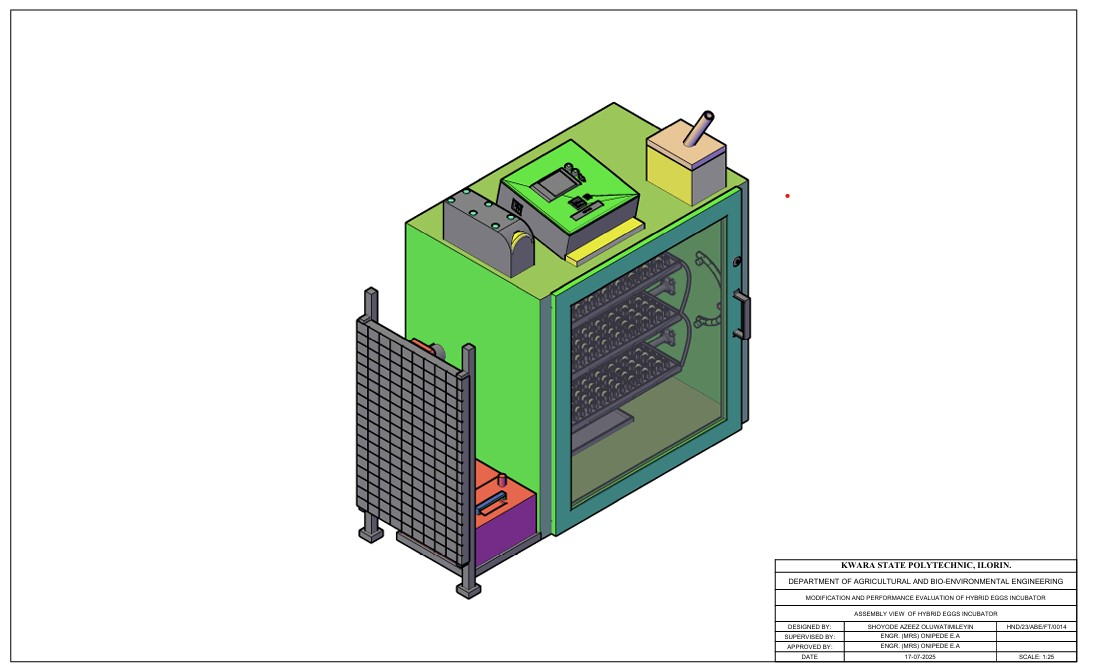 KWARA STATE POLYTECHNIC, ILORIN.
DEPARTMENT OF AGRICULTURAL AND BIO-ENVIRONMENTAL ENGINEERING
MODIFICATION AND PERFORMANCE EVALUATION OF HYBRID EGGS INCUBATOR
ASSEMBLY VIEW OF HYBRID EGGS INCUBATOR
DESIGNED BY: SHOYODE AZEEZ OLUWATIMILEYIN HND/23/ABE/FT/0014
SUPERVISED BY: ENGR. (MRS) ONIPEDE E.A
APPROVED BY: ENGR. (MRS) ONIPEDE E.A
DATE 17-07-2025 SCALE: 1:25